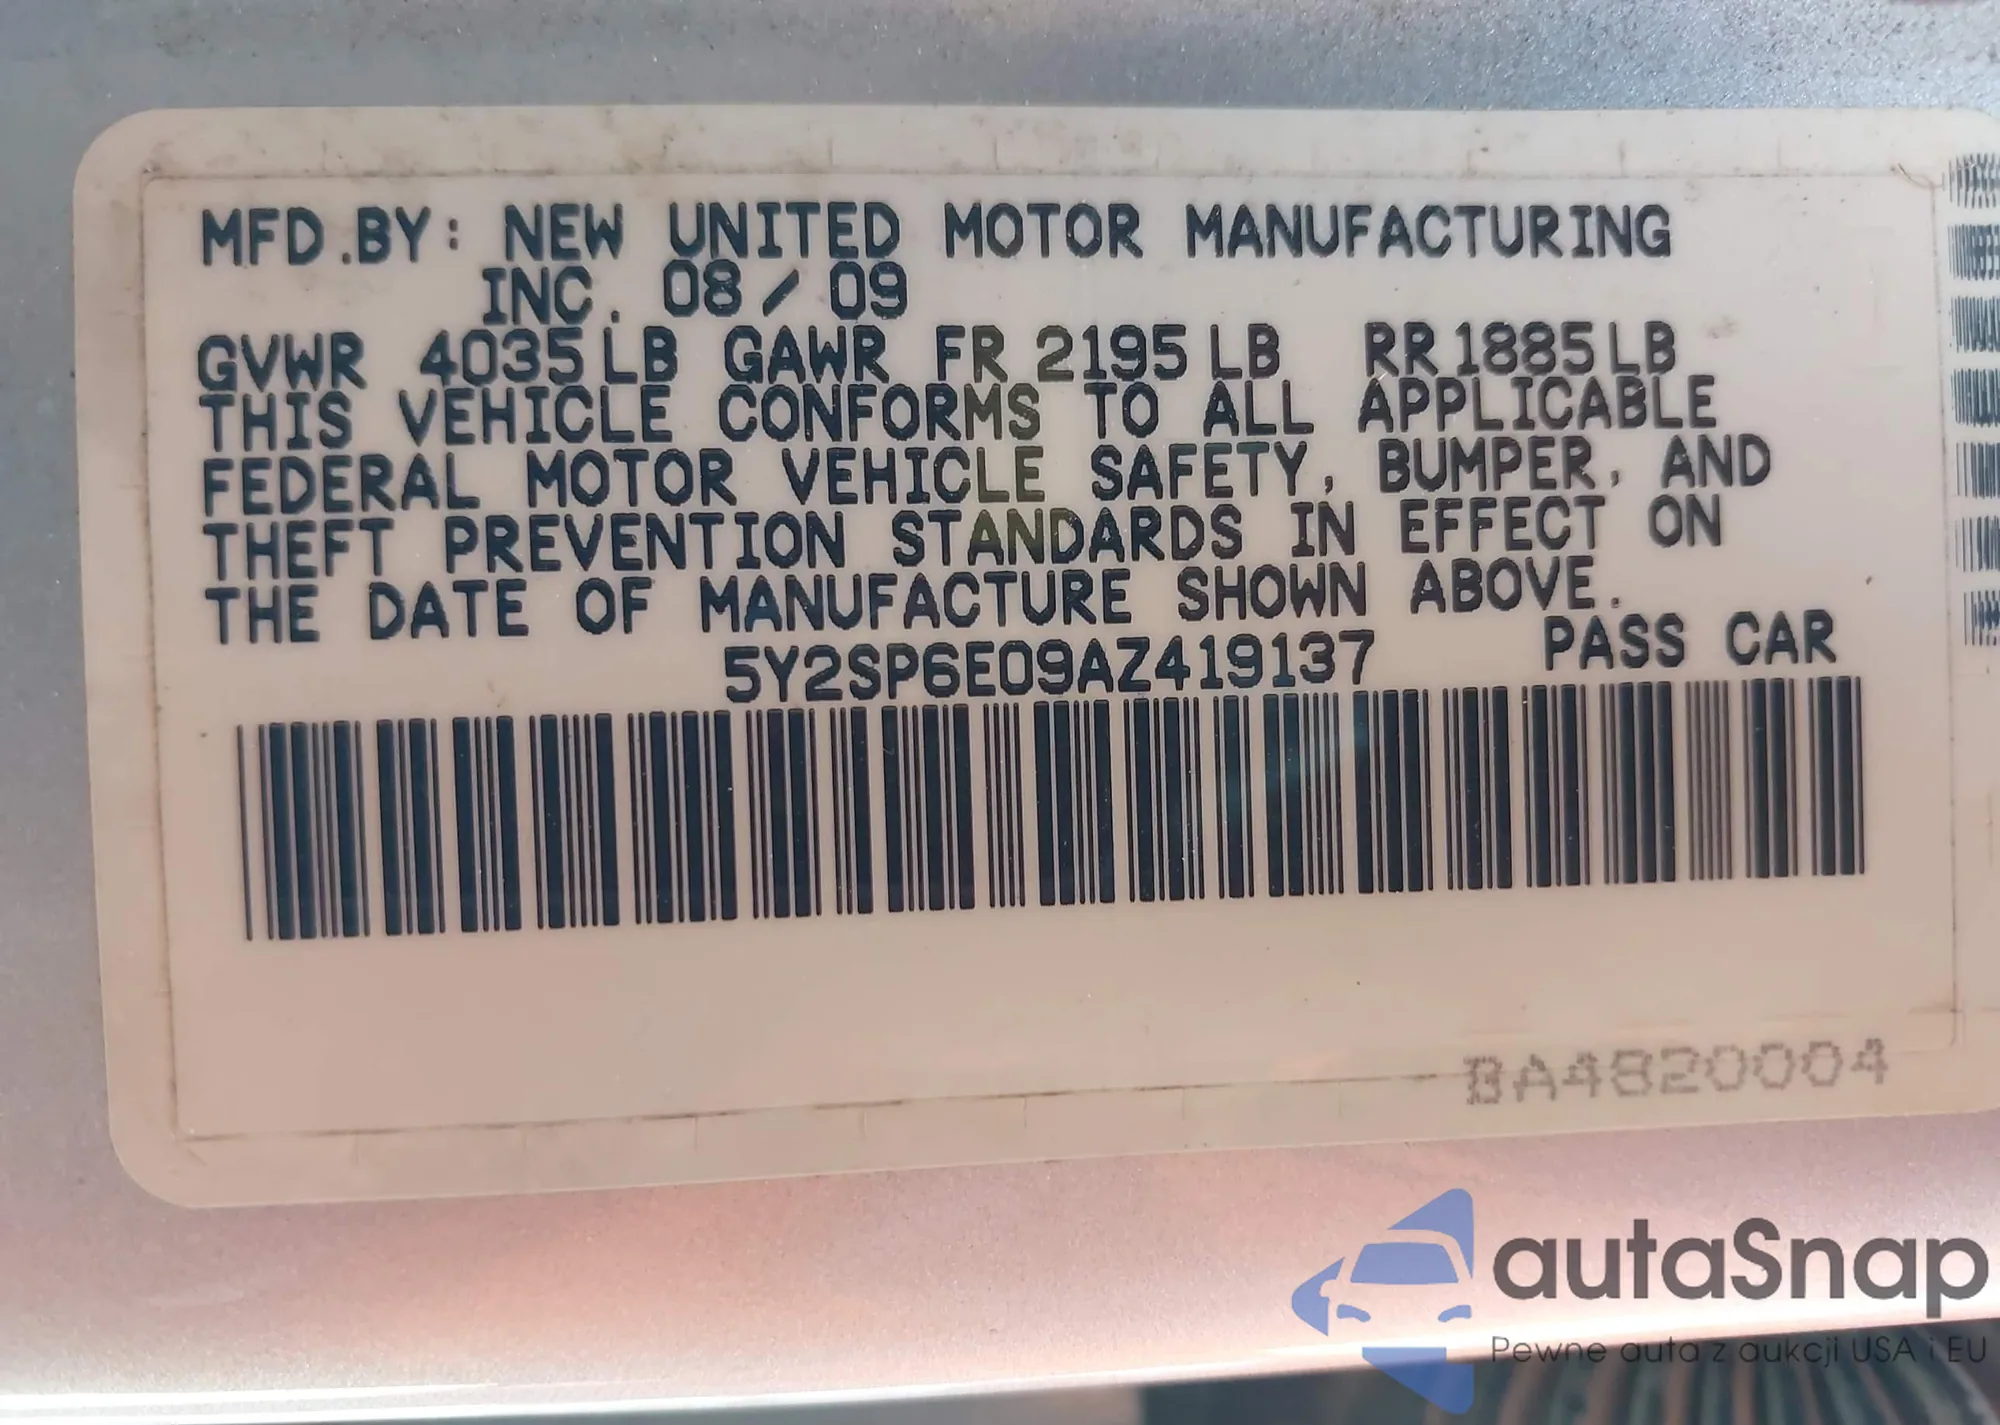 MFD.BY: NEW UNITED MOTOR MANUFACTURING
INC. 08/09
GVWR 4035LB GAWR FR 2195LB RR 1885LB
THIS VEHICLE CONFORMS TO ALL APPLICABLE
FEDERAL MOTOR VEHICLE SAFETY, BUMPER, AND
THEFT PREVENTION STANDARDS IN EFFECT ON
THE DATE OF MANUFACTURE SHOWN ABOVE.
5Y2SP6E09AZ419137 PASS CAR
BA4820004
autaSnap
Pewne auta z aukcji USA i EU